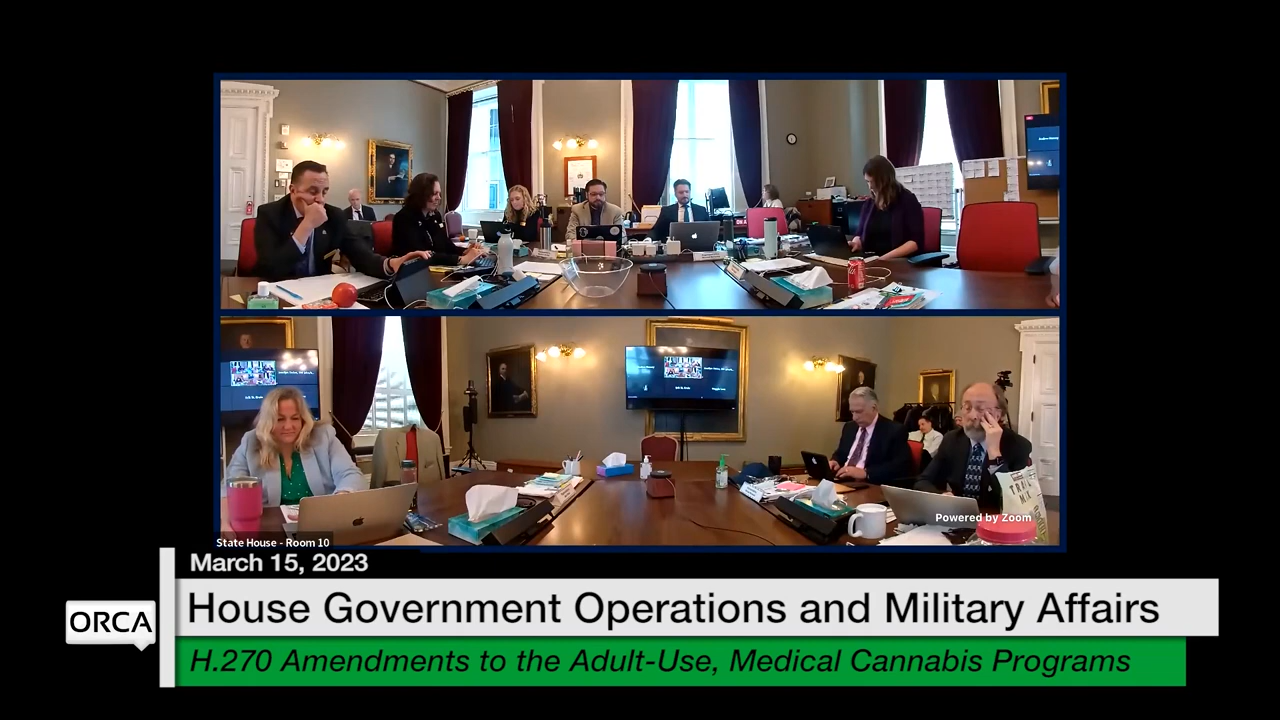 Powered by Zoom
State House - Room 10
March 15, 2023
ORCA
House Government Operations and Military Affairs
H.270 Amendments to the Adult-Use, Medical Cannabis Programs